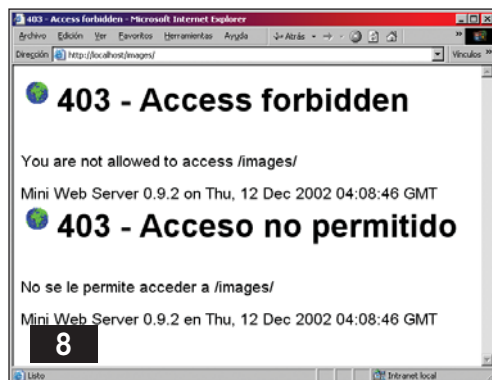 403 - Access forbidden - Microsoft Internet Explorer
Archivo Edición Ver Favoritos Herramientas Ayuda Atrás »
Dirección http://localhost/images/ Vínculos »
403 - Access forbidden
You are not allowed to access /images/
Mini Web Server 0.9.2 on Thu, 12 Dec 2002 04:08:46 GMT
403 - Acceso no permitido
No se le permite acceder a /images/
Mini Web Server 0.9.2 en Thu, 12 Dec 2002 04:08:46 GMT
8
Listo Intranet local